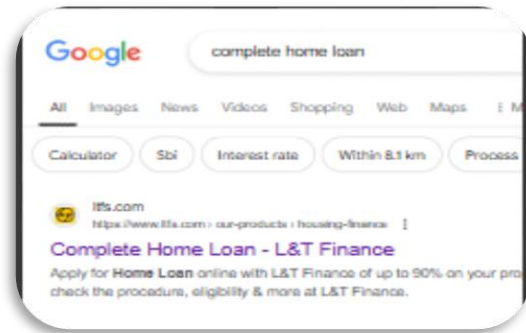 Google complete home loan
All Images News Videos Shopping Web Maps
Calculator Sbi Interest rate Within 8.1 km Process
ltfs.com
https://www.ltfs.com › our-products › housing-finance
Complete Home Loan - L&T Finance
Apply for Home Loan online with L&T Finance of up to 90% on your pro
check the procedure, eligibility & more at L&T Finance.